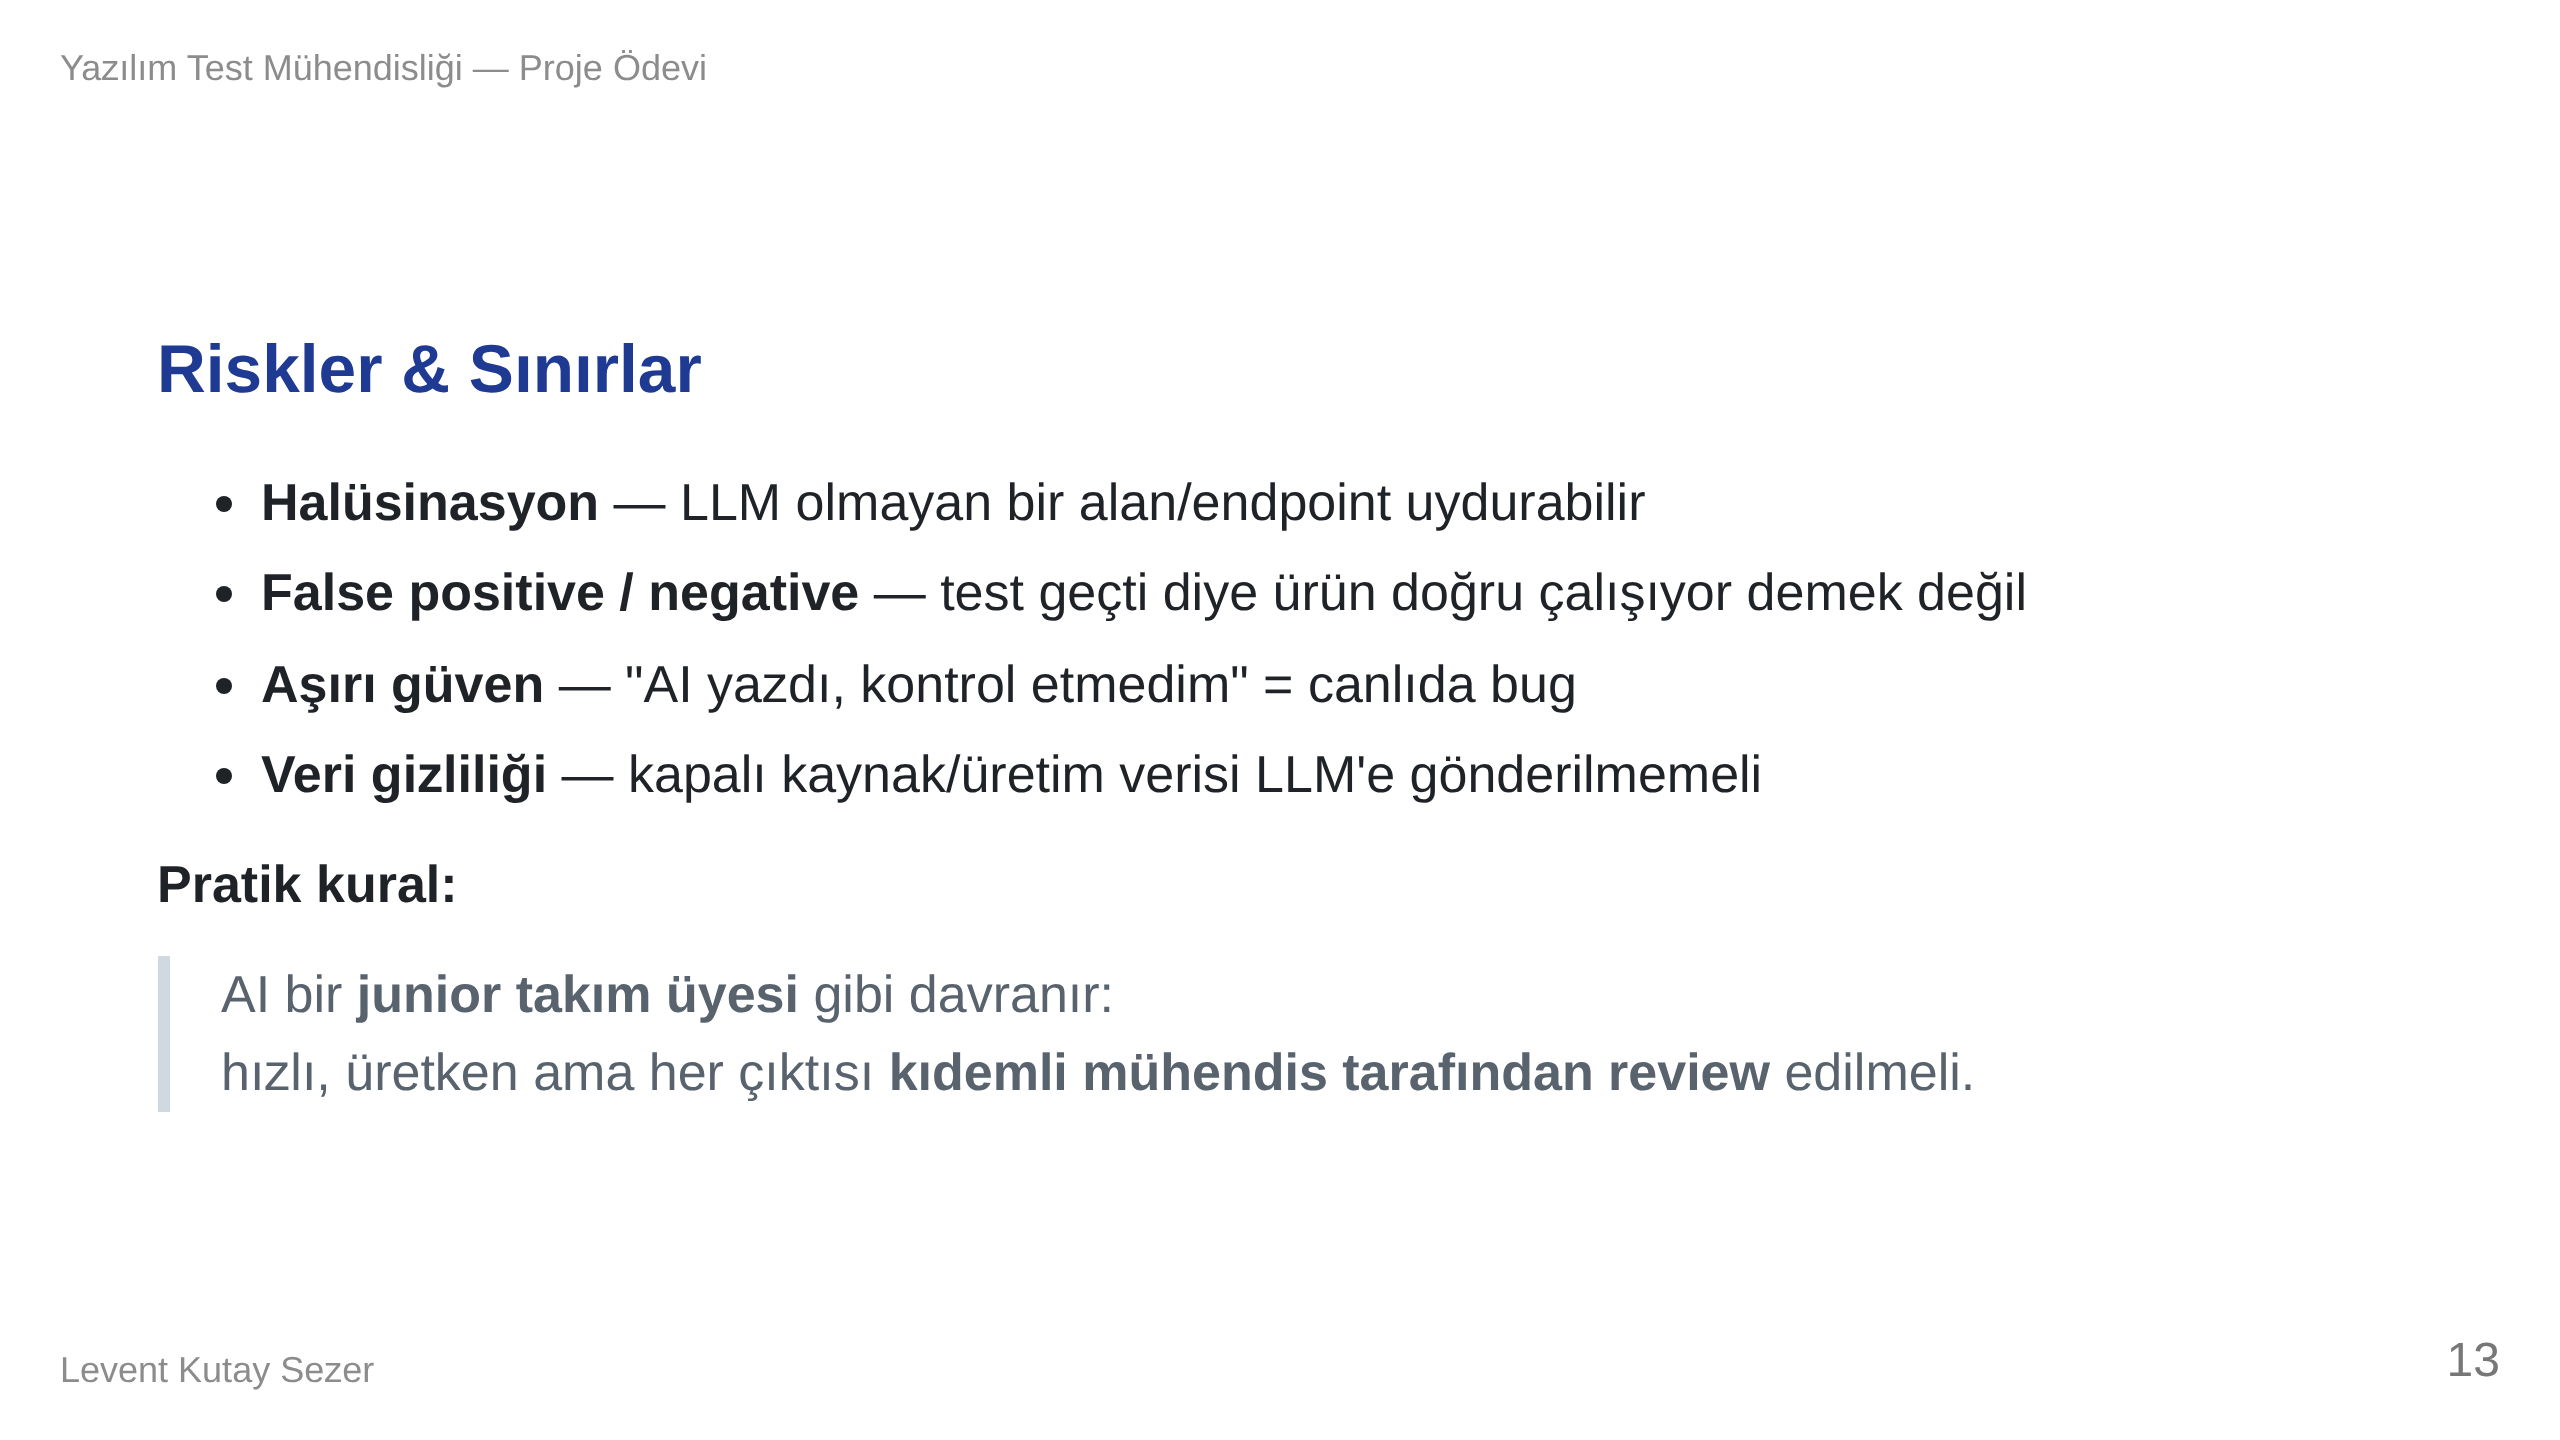 Yazılım Test Mühendisliği — Proje Ödevi
Riskler & Sınırlar
• Halüsinasyon — LLM olmayan bir alan/endpoint uydurabilir
• False positive / negative — test geçti diye ürün doğru çalışıyor demek değil
• Aşırı güven — "AI yazdı, kontrol etmedim" = canlıda bug
• Veri gizliliği — kapalı kaynak/üretim verisi LLM'e gönderilmemeli
Pratik kural:
AI bir junior takım üyesi gibi davranır:
hızlı, üretken ama her çıktısı kıdemli mühendis tarafından review edilmeli.
Levent Kutay Sezer
13